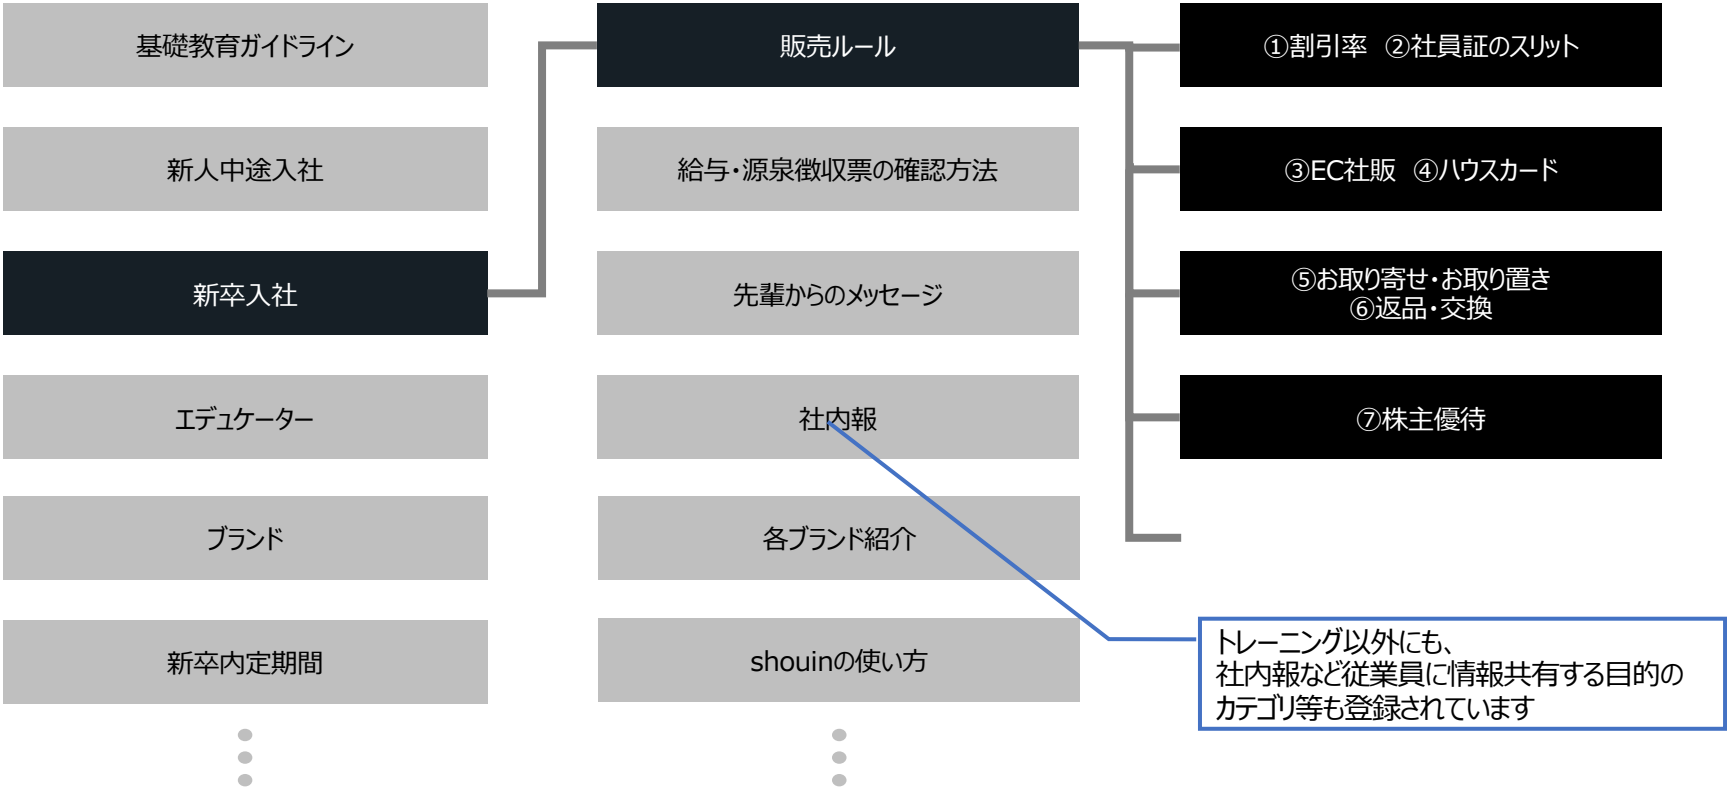 基礎教育ガイドライン
新人中途入社
新卒入社
エデュケーター
ブランド
新卒内定期間
販売ルール
給与・源泉徴収票の確認方法
先輩からのメッセージ
社内報
各ブランド紹介
shouinの使い方
①割引率　②社員証のスリット
③EC社販　④ハウスカード
⑤お取り寄せ・お取り置き
⑥返品・交換
⑦株主優待
トレーニング以外にも、
社内報など従業員に情報共有する目的の
カテゴリ等も登録されています